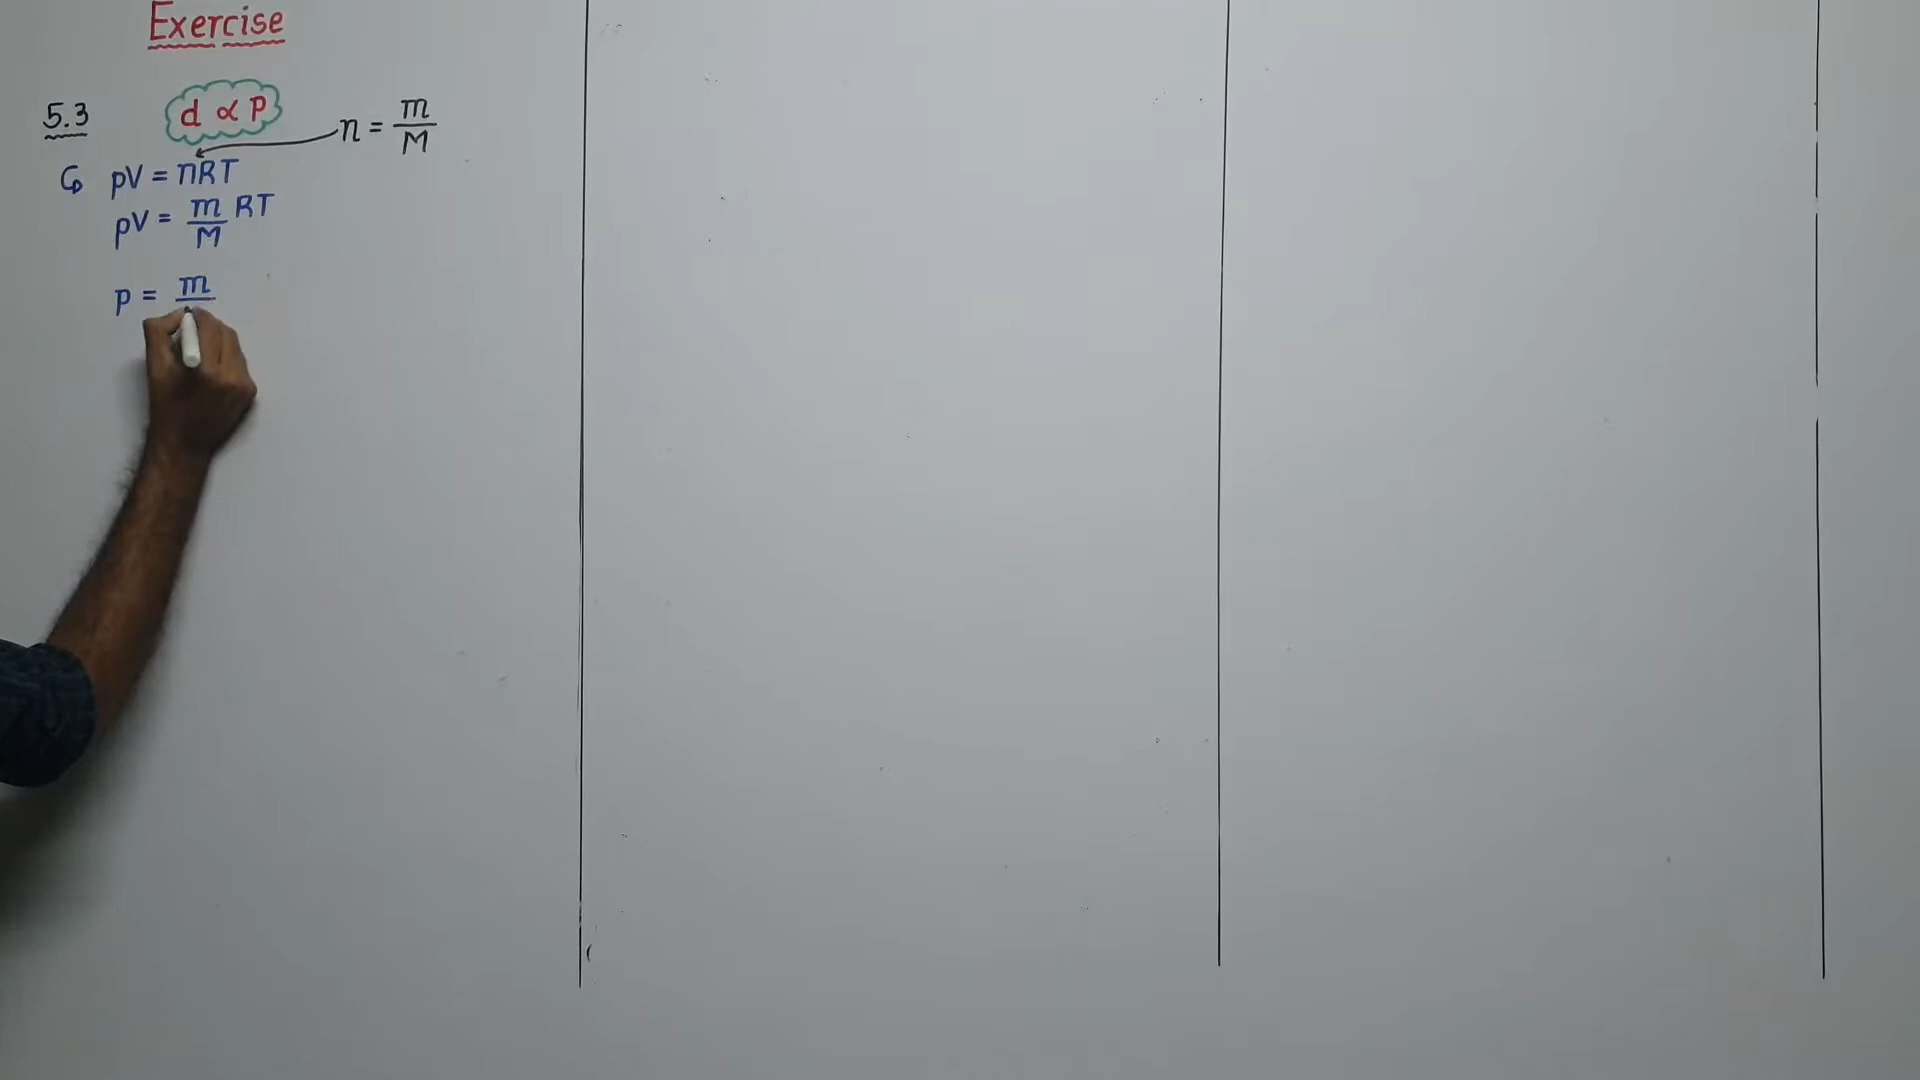 Exercise
5.3
d ∝ p
n = m/M
↪ pV = nRT
pV = m/M RT
p = m/